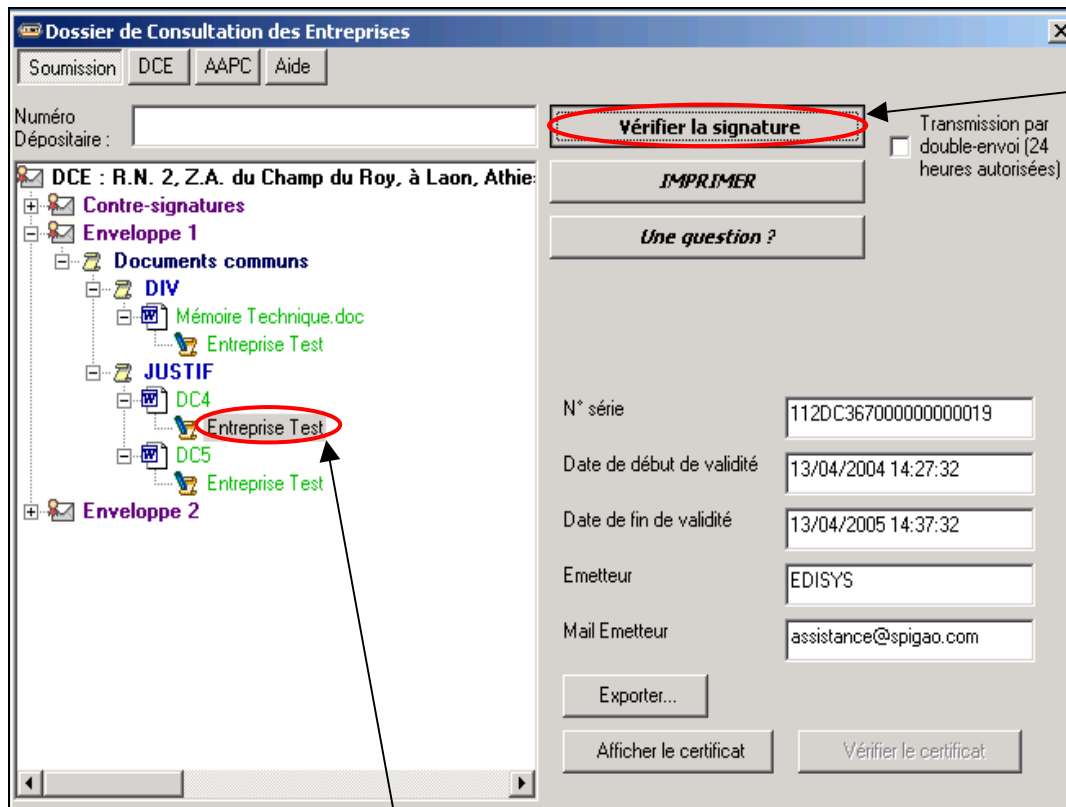 Dossier de Consultation des Entreprises
Soumission DCE AAPC Aide
Numéro
Dépositaire :
Vérifier la signature
Transmission par
double-envoi (24
heures autorisées)
IMPRIMER
Une question ?
DCE : R.N. 2, Z.A. du Champ du Roy, à Laon, Athie
Contre-signatures
Enveloppe 1
Documents communs
DIV
Mémoire Technique.doc
Entreprise Test
JUSTIF
DC4
Entreprise Test
DC5
Entreprise Test
Enveloppe 2
N° série 112DC367000000000019
Date de début de validité 13/04/2004 14:27:32
Date de fin de validité 13/04/2005 14:37:32
Emetteur EDISYS
Mail Emetteur assistance@spigao.com
Exporter...
Afficher le certificat Vérifier le certificat